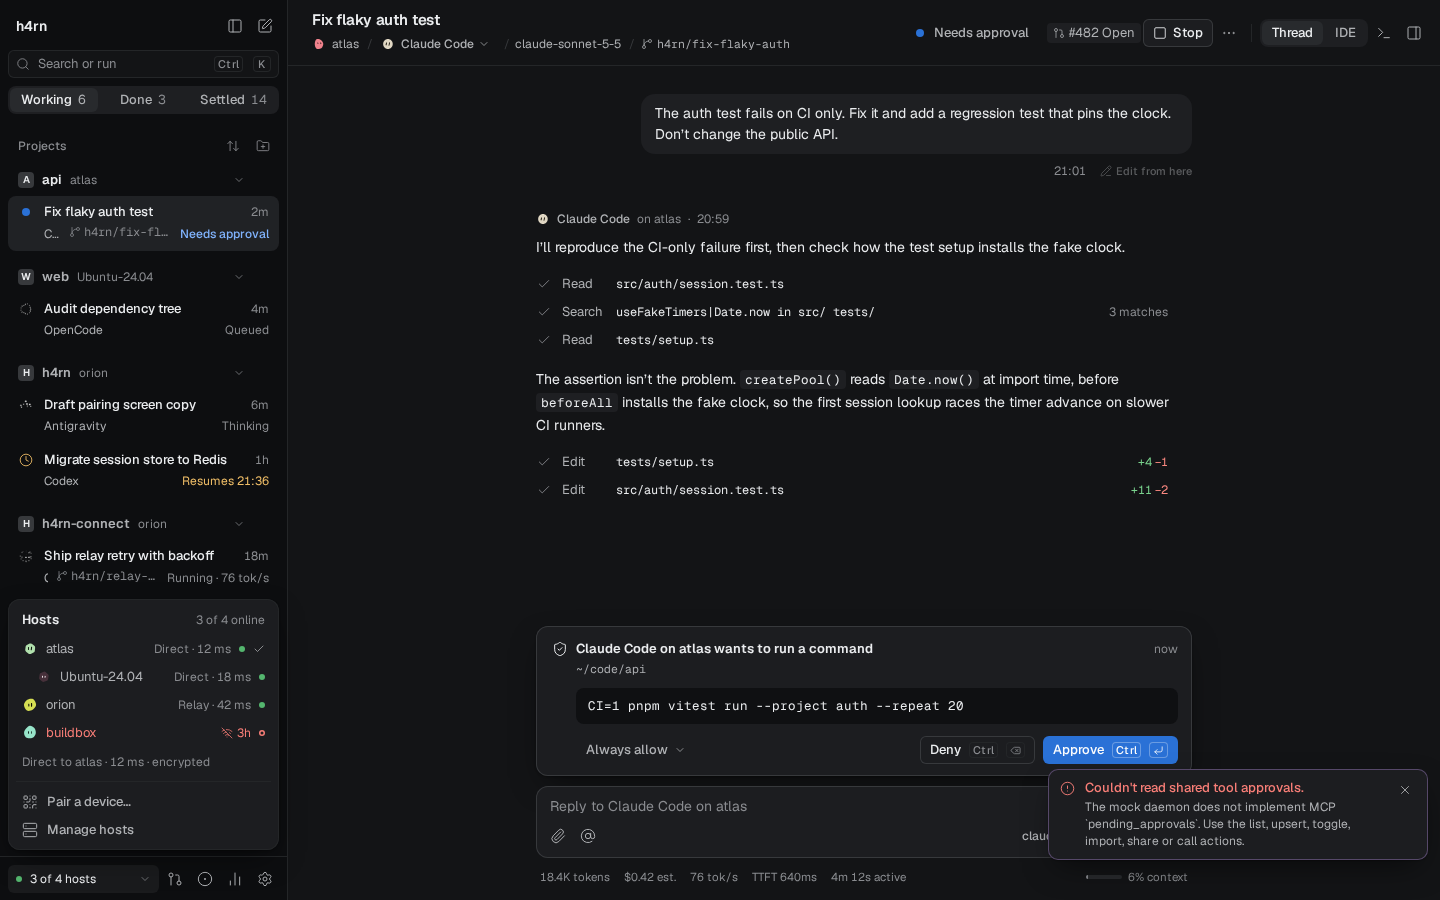 h4rn
Search or run Ctrl K
Working 6 Done 3 Settled 14
Projects
A api atlas
Fix flaky auth test 2m
C... h4rn/fix-fl... Needs approval
W web Ubuntu-24.04
Audit dependency tree 4m
OpenCode Queued
H h4rn orion
Draft pairing screen copy 6m
Antigravity Thinking
Migrate session store to Redis 1h
Codex Resumes 21:36
H h4rn-connect orion
Ship relay retry with backoff 18m
h4rn/relay-... Running · 76 tok/s
Hosts 3 of 4 online
atlas Direct · 12 ms
Ubuntu-24.04 Direct · 18 ms
orion Relay · 42 ms
buildbox 3h
Direct to atlas · 12 ms · encrypted
Pair a device...
Manage hosts
3 of 4 hosts
Fix flaky auth test
atlas / Claude Code / claude-sonnet-5-5 / h4rn/fix-flaky-auth
Needs approval #482 Open Stop Thread IDE
The auth test fails on CI only. Fix it and add a regression test that pins the clock.
Don't change the public API.
21:01 Edit from here
Claude Code on atlas · 20:59
I'll reproduce the CI-only failure first, then check how the test setup installs the fake clock.
Read src/auth/session.test.ts
Search useFakeTimers|Date.now in src/ tests/ 3 matches
Read tests/setup.ts
The assertion isn't the problem. createPool() reads Date.now() at import time, before
beforeAll installs the fake clock, so the first session lookup races the timer advance on slower
CI runners.
Edit tests/setup.ts +4 −1
Edit src/auth/session.test.ts +11 −2
Claude Code on atlas wants to run a command now
~/code/api
CI=1 pnpm vitest run --project auth --repeat 20
Always allow Deny Ctrl Approve Ctrl
Reply to Claude Code on atlas
Couldn't read shared tool approvals.
The mock daemon does not implement MCP
`pending_approvals`. Use the list, upsert, toggle,
import, share or call actions.
18.4K tokens $0.42 est. 76 tok/s TTFT 640ms 4m 12s active 6% context